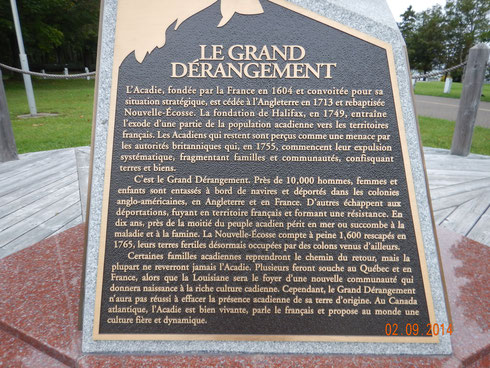 LE GRAND
DÉRANGEMENT
L'Acadie, fondée par la France en 1604 et convoitée pour sa
situation stratégique, est cédée à l'Angleterre en 1713 et rebaptisée
Nouvelle-Écosse. La fondation de Halifax, en 1749, entraîne
l'exode d'une partie de la population acadienne vers les territoires
français. Les Acadiens qui restent sont perçus comme une menace par
les autorités britanniques qui, en 1755, commencent leur expulsion
systématique, fragmentant familles et communautés, confisquant
terres et biens.
C'est le Grand Dérangement. Près de 10,000 hommes, femmes et
enfants sont entassés à bord de navires et déportés dans les colonies
anglo-américaines, en Angleterre et en France. D'autres échappent aux
déportations, fuyant en territoire français et formant une résistance. En
dix ans, près de la moitié du peuple acadien périt en mer ou succombe à la
maladie et à la famine. La Nouvelle-Écosse compte à peine 1,600 rescapés en
1765, leurs terres fertiles désormais occupées par des colons venus d'ailleurs.
Certaines familles acadiennes reprendront le chemin du retour, mais la
plupart ne reverront jamais l'Acadie. Plusieurs feront souche au Québec et en
France, alors que la Louisiane sera le foyer d'une nouvelle communauté qui
donnera naissance à la riche culture cadienne. Cependant, le Grand Dérangement
n'aura pas réussi à effacer la présence acadienne de sa terre d'origine. Au Canada
atlantique, l'Acadie est bien vivante, parle le français et propose au monde une
culture fière et dynamique.
02 09 2014